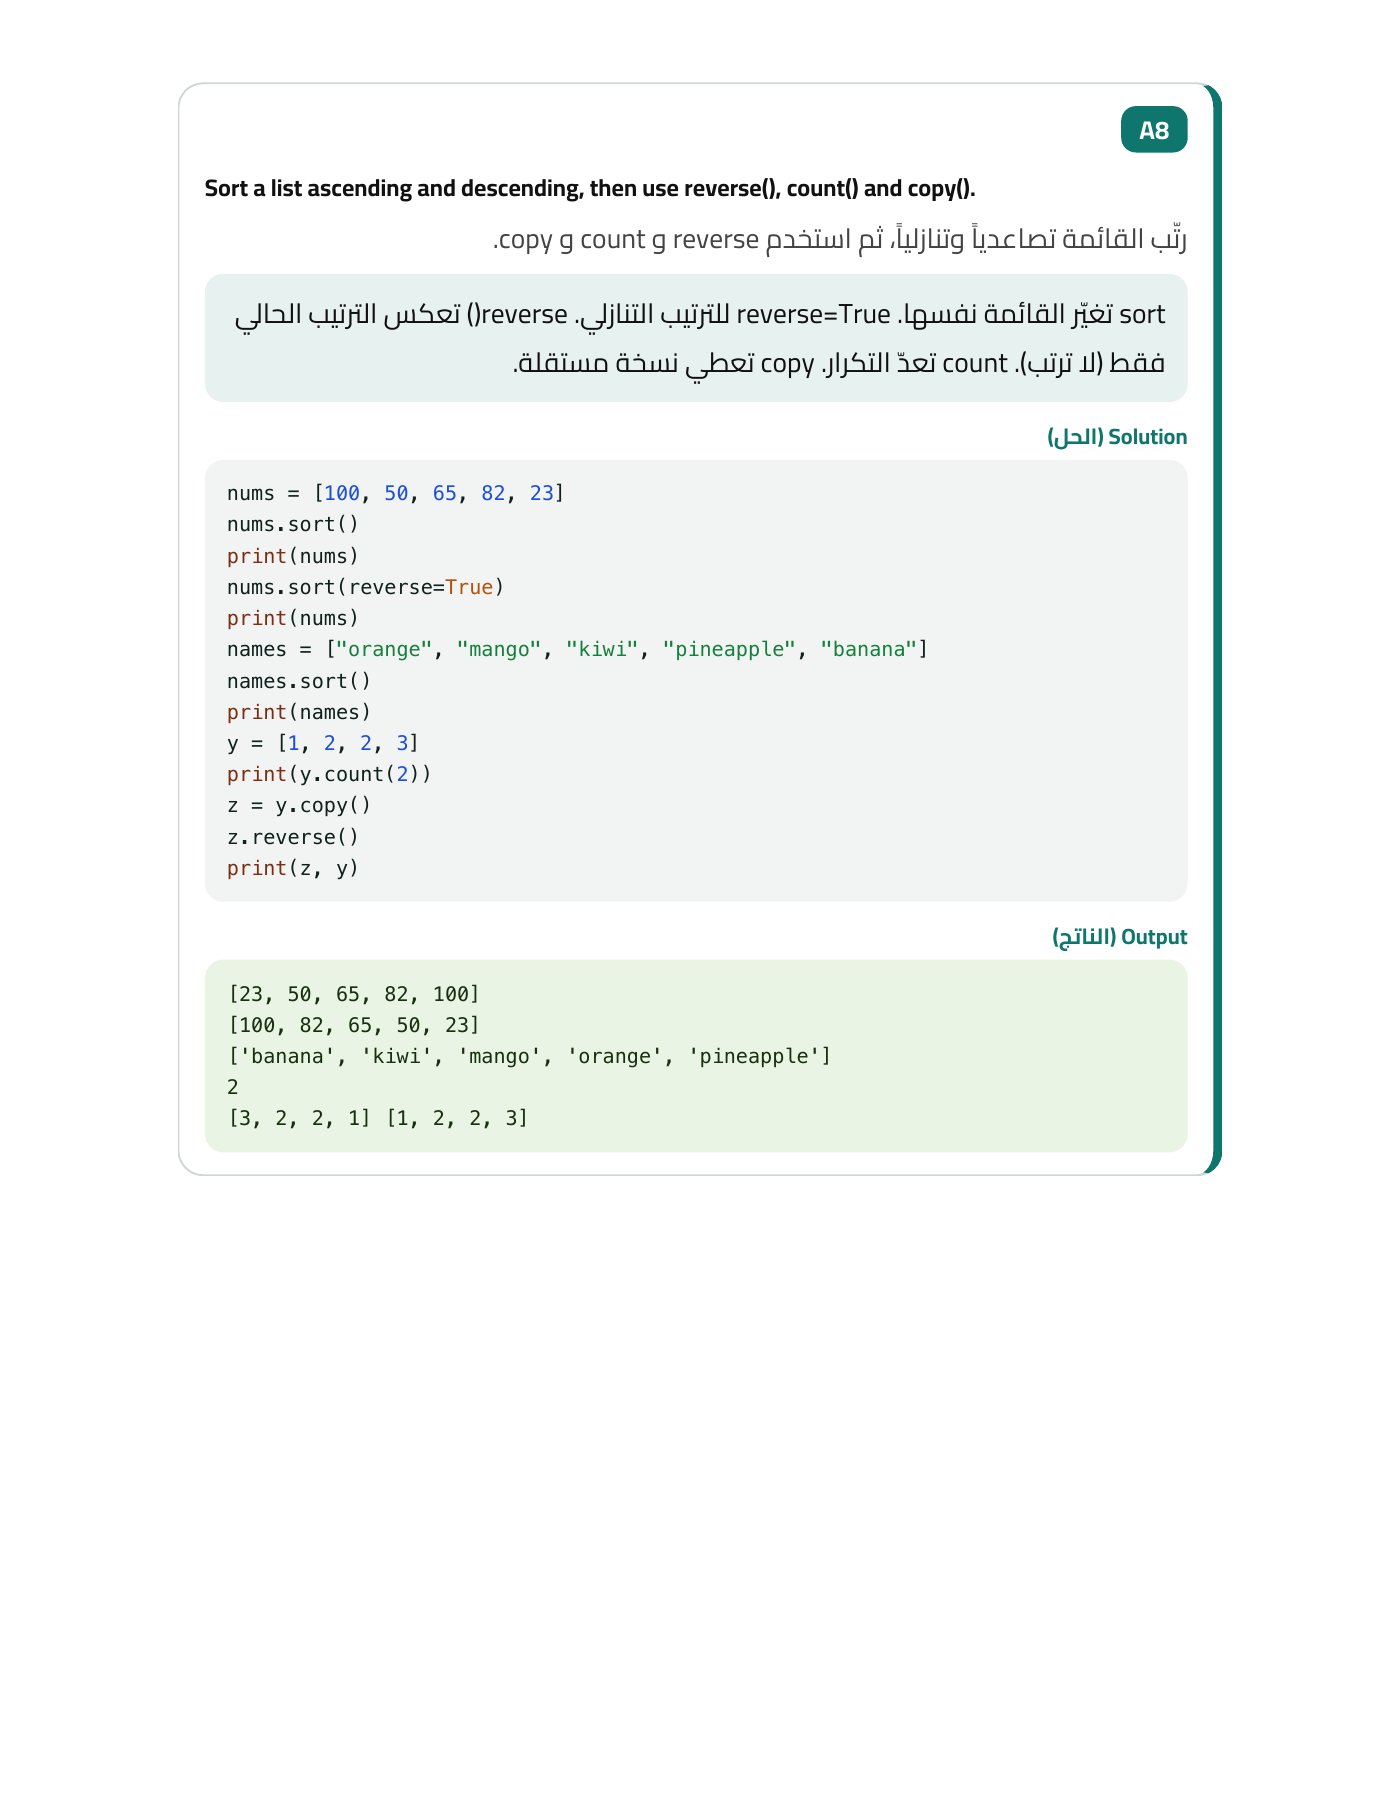 A8
Sort a list ascending and descending, then use reverse(), count() and copy().
رتّب القائمة تصاعدياً وتنازلياً، ثم استخدم reverse و count و copy.
sort تغيّر القائمة نفسها. reverse=True للترتيب التنازلي. reverse() تعكس الترتيب الحالي
فقط (لا ترتب). count تعدّ التكرار. copy تعطي نسخة مستقلة.
Solution (الحل)
nums = [100, 50, 65, 82, 23]
nums.sort()
print(nums)
nums.sort(reverse=True)
print(nums)
names = ["orange", "mango", "kiwi", "pineapple", "banana"]
names.sort()
print(names)
y = [1, 2, 2, 3]
print(y.count(2))
z = y.copy()
z.reverse()
print(z, y)
Output (الناتج)
[23, 50, 65, 82, 100]
[100, 82, 65, 50, 23]
['banana', 'kiwi', 'mango', 'orange', 'pineapple']
2
[3, 2, 2, 1] [1, 2, 2, 3]